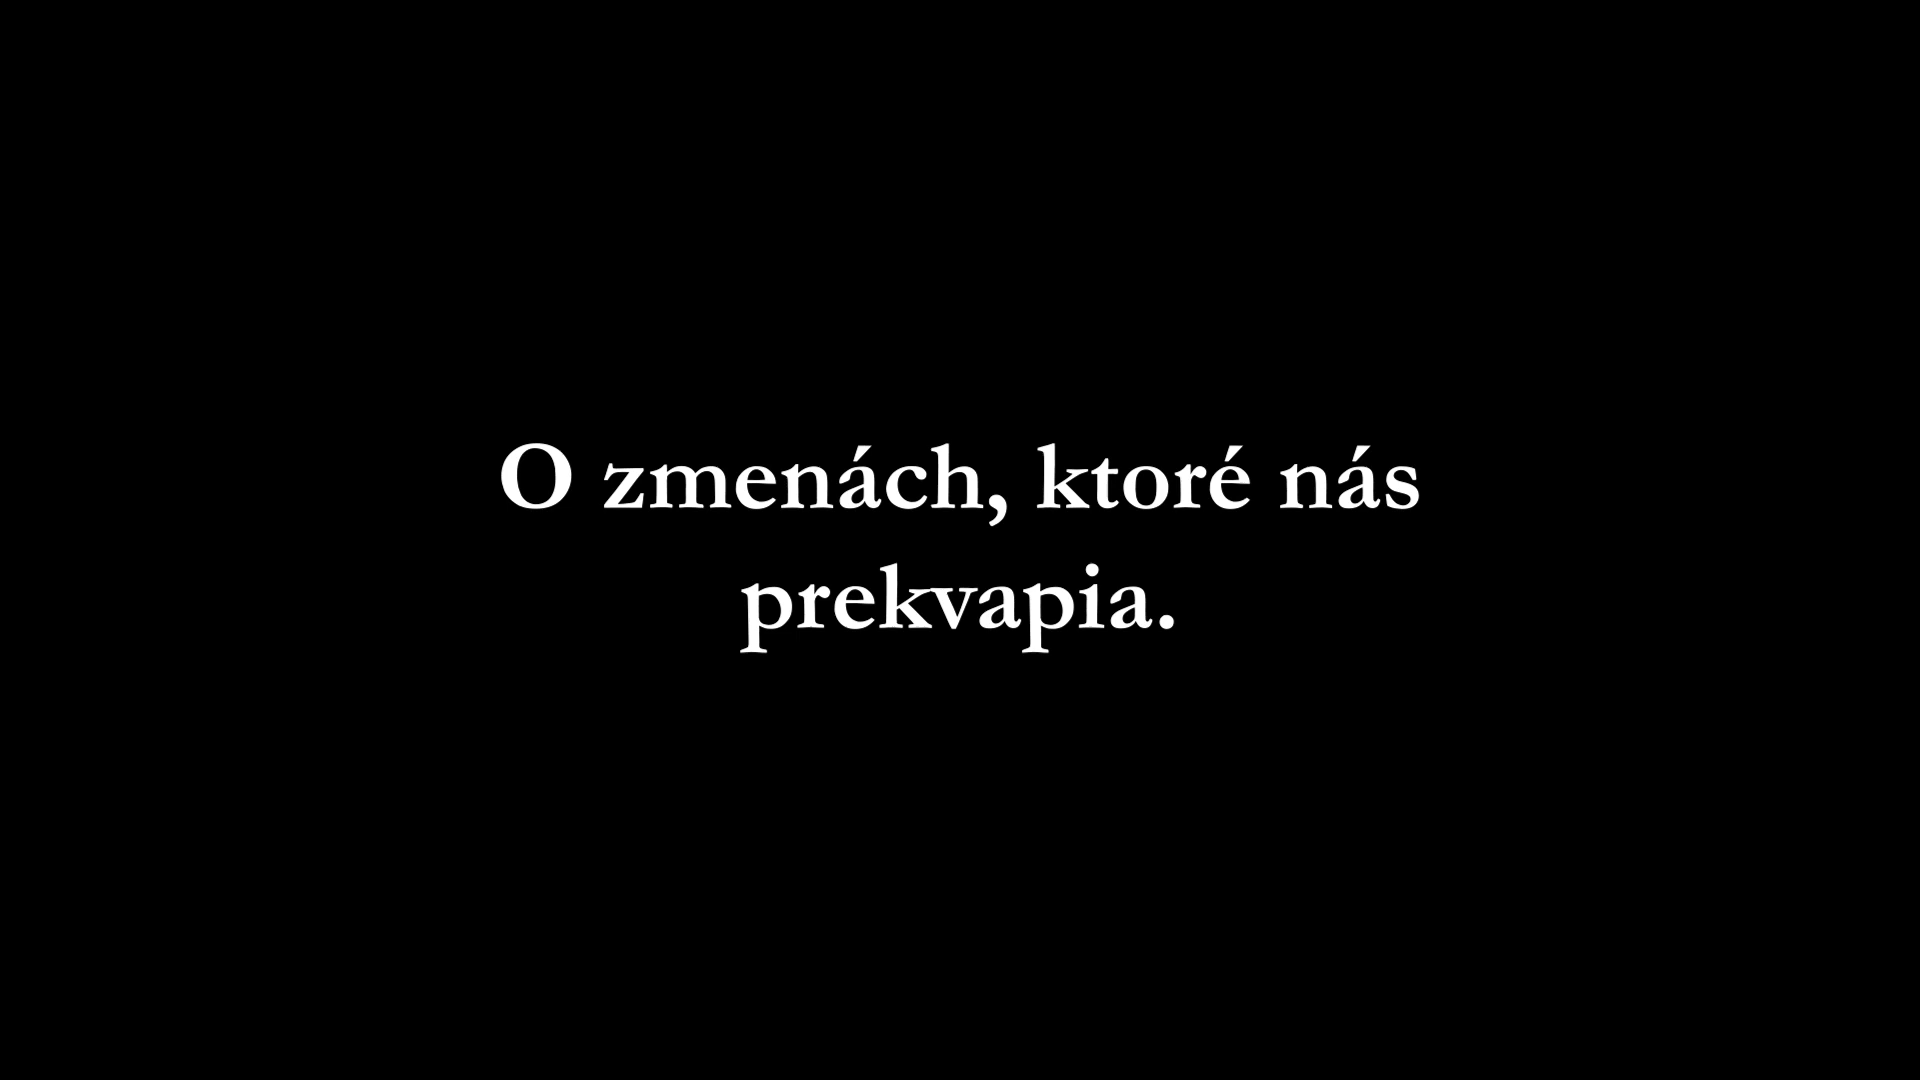 O zmenách, ktoré nás
prekvapia.